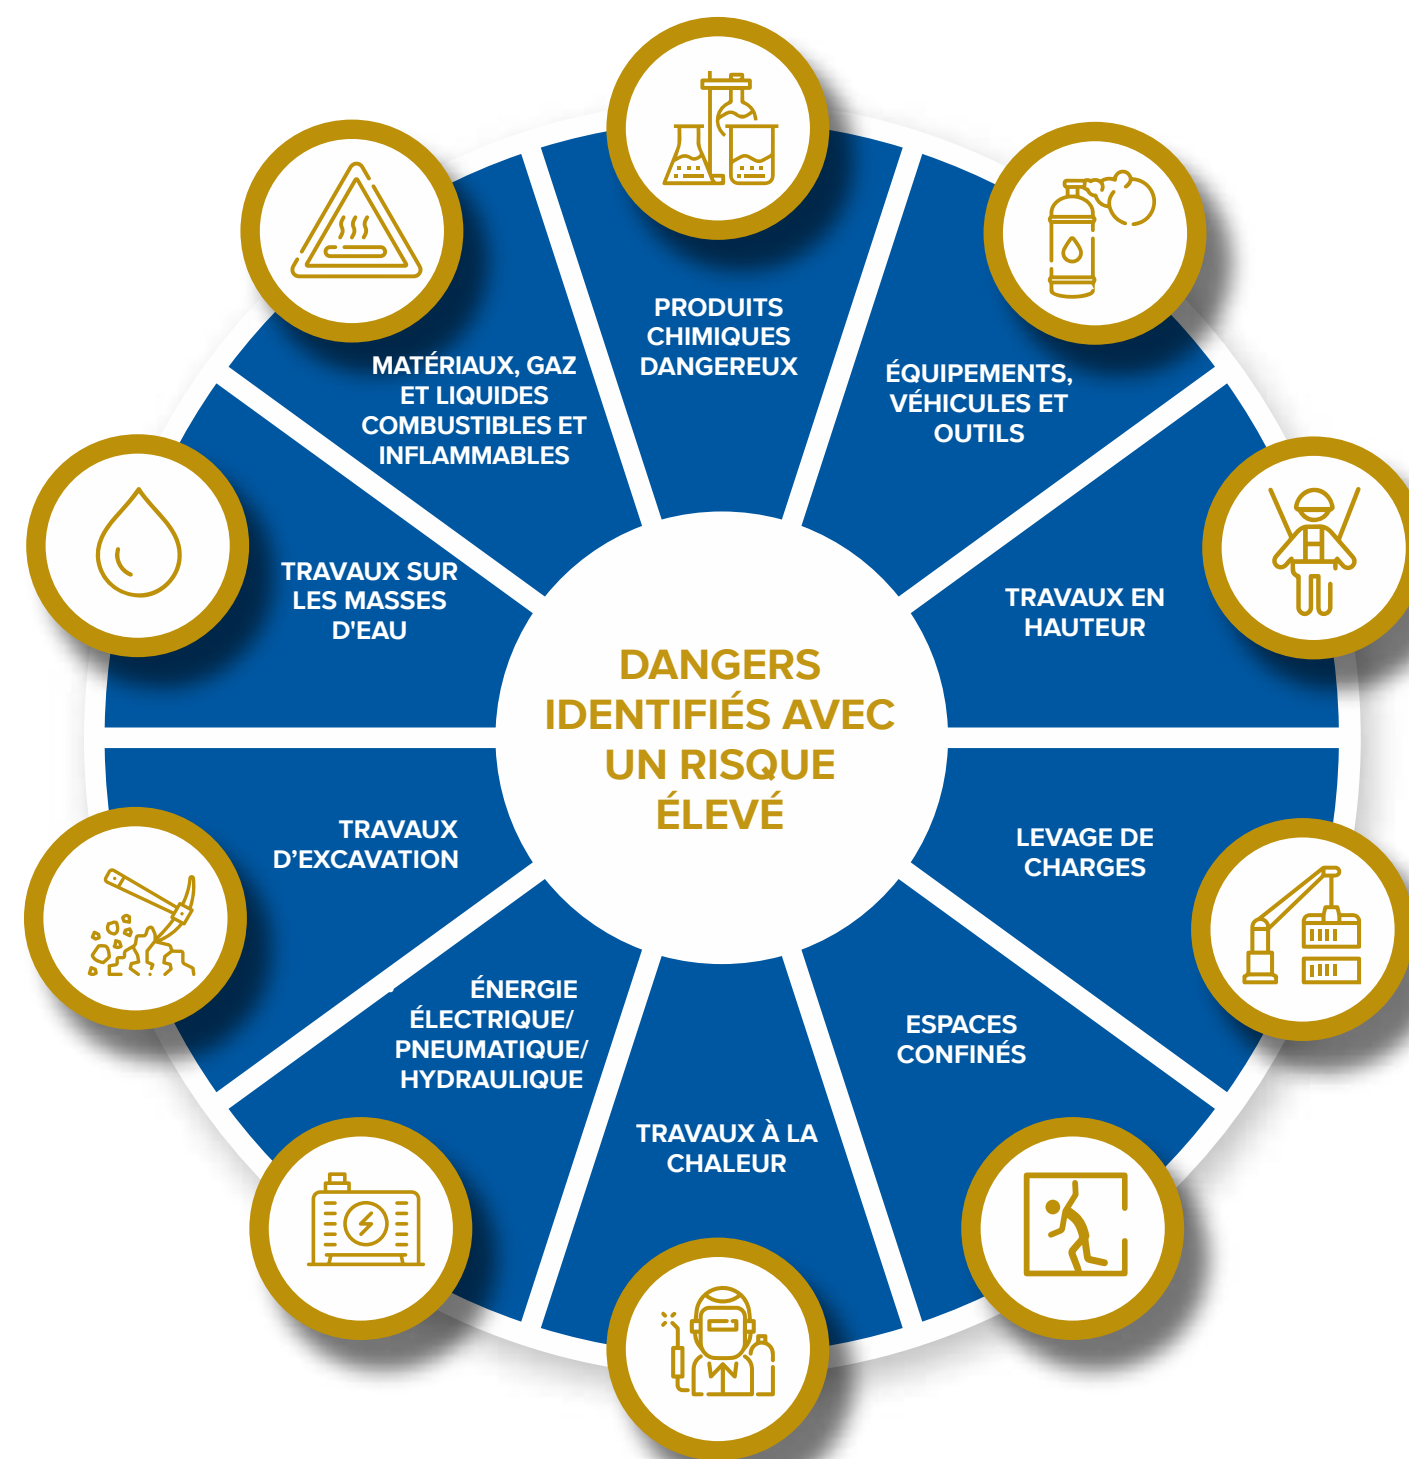 PRODUITS
CHIMIQUES
DANGEREUX
ÉQUIPEMENTS,
VÉHICULES ET
OUTILS
TRAVAUX EN
HAUTEUR
LEVAGE DE
CHARGES
ESPACES
CONFINÉS
TRAVAUX À LA
CHALEUR
ÉNERGIE
ÉLECTRIQUE/
PNEUMATIQUE/
HYDRAULIQUE
TRAVAUX
D’EXCAVATION
TRAVAUX SUR
LES MASSES
D'EAU
MATÉRIAUX, GAZ
ET LIQUIDES
COMBUSTIBLES ET
INFLAMMABLES
DANGERS
IDENTIFIÉS AVEC
UN RISQUE
ÉLEVÉ